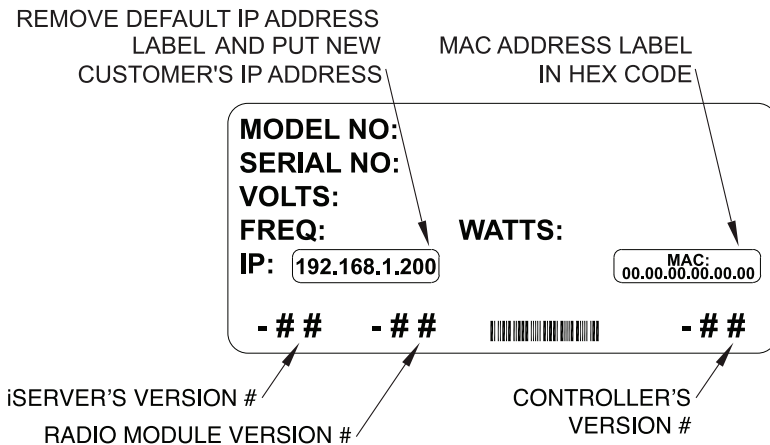 REMOVE DEFAULT IP ADDRESS
LABEL AND PUT NEW
CUSTOMER'S IP ADDRESS
MAC ADDRESS LABEL
IN HEX CODE
MODEL NO:
SERIAL NO:
VOLTS:
FREQ: WATTS:
IP: 192.168.1.200
MAC:
00.00.00.00.00.00
- # # - # # - # #
iSERVER'S VERSION #
RADIO MODULE VERSION #
CONTROLLER'S
VERSION #